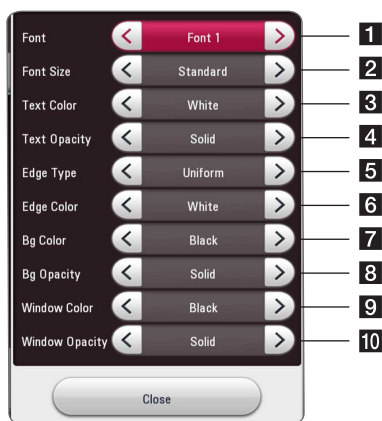 Font Font 1 1
Font Size Standard 2
Text Color White 3
Text Opacity Solid 4
Edge Type Uniform 5
Edge Color White 6
Bg Color Black 7
Bg Opacity Solid 8
Window Color Black 9
Window Opacity Solid 10
Close